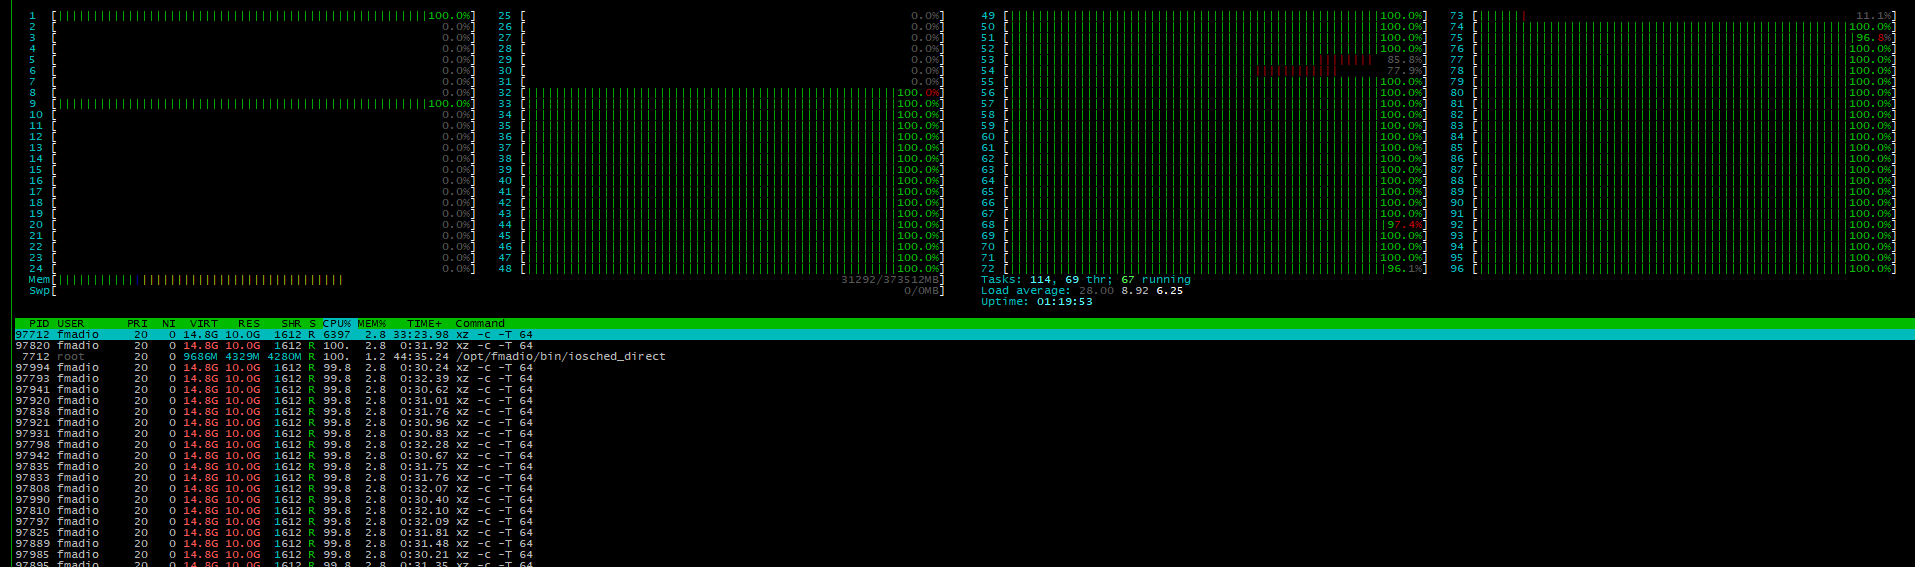 1 [100.0%] 25 [0.0%] 49 [100.0%] 73 [11.1%]
2 [0.0%] 26 [0.0%] 50 [100.0%] 74 [100.0%]
3 [0.0%] 27 [0.0%] 51 [100.0%] 75 [96.8%]
4 [0.0%] 28 [0.0%] 52 [100.0%] 76 [100.0%]
5 [0.0%] 29 [0.0%] 53 [85.8%] 77 [100.0%]
6 [0.0%] 30 [0.0%] 54 [77.9%] 78 [100.0%]
7 [0.0%] 31 [0.0%] 55 [100.0%] 79 [100.0%]
8 [0.0%] 32 [100.0%] 56 [100.0%] 80 [100.0%]
9 [100.0%] 33 [100.0%] 57 [100.0%] 81 [100.0%]
10 [0.0%] 34 [100.0%] 58 [100.0%] 82 [100.0%]
11 [0.0%] 35 [100.0%] 59 [100.0%] 83 [100.0%]
12 [0.0%] 36 [100.0%] 60 [100.0%] 84 [100.0%]
13 [0.0%] 37 [100.0%] 61 [100.0%] 85 [100.0%]
14 [0.0%] 38 [100.0%] 62 [100.0%] 86 [100.0%]
15 [0.0%] 39 [100.0%] 63 [100.0%] 87 [100.0%]
16 [0.0%] 40 [100.0%] 64 [100.0%] 88 [100.0%]
17 [0.0%] 41 [100.0%] 65 [100.0%] 89 [100.0%]
18 [0.0%] 42 [100.0%] 66 [100.0%] 90 [100.0%]
19 [0.0%] 43 [100.0%] 67 [100.0%] 91 [100.0%]
20 [0.0%] 44 [100.0%] 68 [97.4%] 92 [100.0%]
21 [0.0%] 45 [100.0%] 69 [100.0%] 93 [100.0%]
22 [0.0%] 46 [100.0%] 70 [100.0%] 94 [100.0%]
23 [0.0%] 47 [100.0%] 71 [100.0%] 95 [100.0%]
24 [0.0%] 48 [100.0%] 72 [96.1%] 96 [100.0%]
Mem[31292/373512MB] Tasks: 114, 69 thr; 67 running
Swp[0/0MB] Load average: 28.00 8.92 6.25
Uptime: 01:19:53
PID USER PRI NI VIRT RES SHR S CPU% MEM% TIME+ Command
97712 fmadio 20 0 14.8G 10.0G 1612 R 6397 2.8 33:23.98 xz -c -T 64
97820 fmadio 20 0 14.8G 10.0G 1612 R 100. 2.8 0:31.92 xz -c -T 64
7712 root 20 0 9686M 4329M 4280M R 100. 1.2 44:35.24 /opt/fmadio/bin/iosched_direct
97994 fmadio 20 0 14.8G 10.0G 1612 R 99.8 2.8 0:30.24 xz -c -T 64
97793 fmadio 20 0 14.8G 10.0G 1612 R 99.8 2.8 0:32.39 xz -c -T 64
97941 fmadio 20 0 14.8G 10.0G 1612 R 99.8 2.8 0:30.62 xz -c -T 64
97920 fmadio 20 0 14.8G 10.0G 1612 R 99.8 2.8 0:31.01 xz -c -T 64
97838 fmadio 20 0 14.8G 10.0G 1612 R 99.8 2.8 0:31.76 xz -c -T 64
97921 fmadio 20 0 14.8G 10.0G 1612 R 99.8 2.8 0:30.96 xz -c -T 64
97931 fmadio 20 0 14.8G 10.0G 1612 R 99.8 2.8 0:30.83 xz -c -T 64
97798 fmadio 20 0 14.8G 10.0G 1612 R 99.8 2.8 0:32.28 xz -c -T 64
97942 fmadio 20 0 14.8G 10.0G 1612 R 99.8 2.8 0:30.67 xz -c -T 64
97835 fmadio 20 0 14.8G 10.0G 1612 R 99.8 2.8 0:31.75 xz -c -T 64
97833 fmadio 20 0 14.8G 10.0G 1612 R 99.8 2.8 0:31.76 xz -c -T 64
97808 fmadio 20 0 14.8G 10.0G 1612 R 99.8 2.8 0:32.07 xz -c -T 64
97990 fmadio 20 0 14.8G 10.0G 1612 R 99.8 2.8 0:30.40 xz -c -T 64
97810 fmadio 20 0 14.8G 10.0G 1612 R 99.8 2.8 0:32.10 xz -c -T 64
97797 fmadio 20 0 14.8G 10.0G 1612 R 99.8 2.8 0:32.09 xz -c -T 64
97825 fmadio 20 0 14.8G 10.0G 1612 R 99.8 2.8 0:31.81 xz -c -T 64
97889 fmadio 20 0 14.8G 10.0G 1612 R 99.8 2.8 0:31.48 xz -c -T 64
97985 fmadio 20 0 14.8G 10.0G 1612 R 99.8 2.8 0:30.21 xz -c -T 64
97895 fmadio 20 0 14.8G 10.0G 1612 R 99.8 2.8 0:31.35 xz -c -T 64